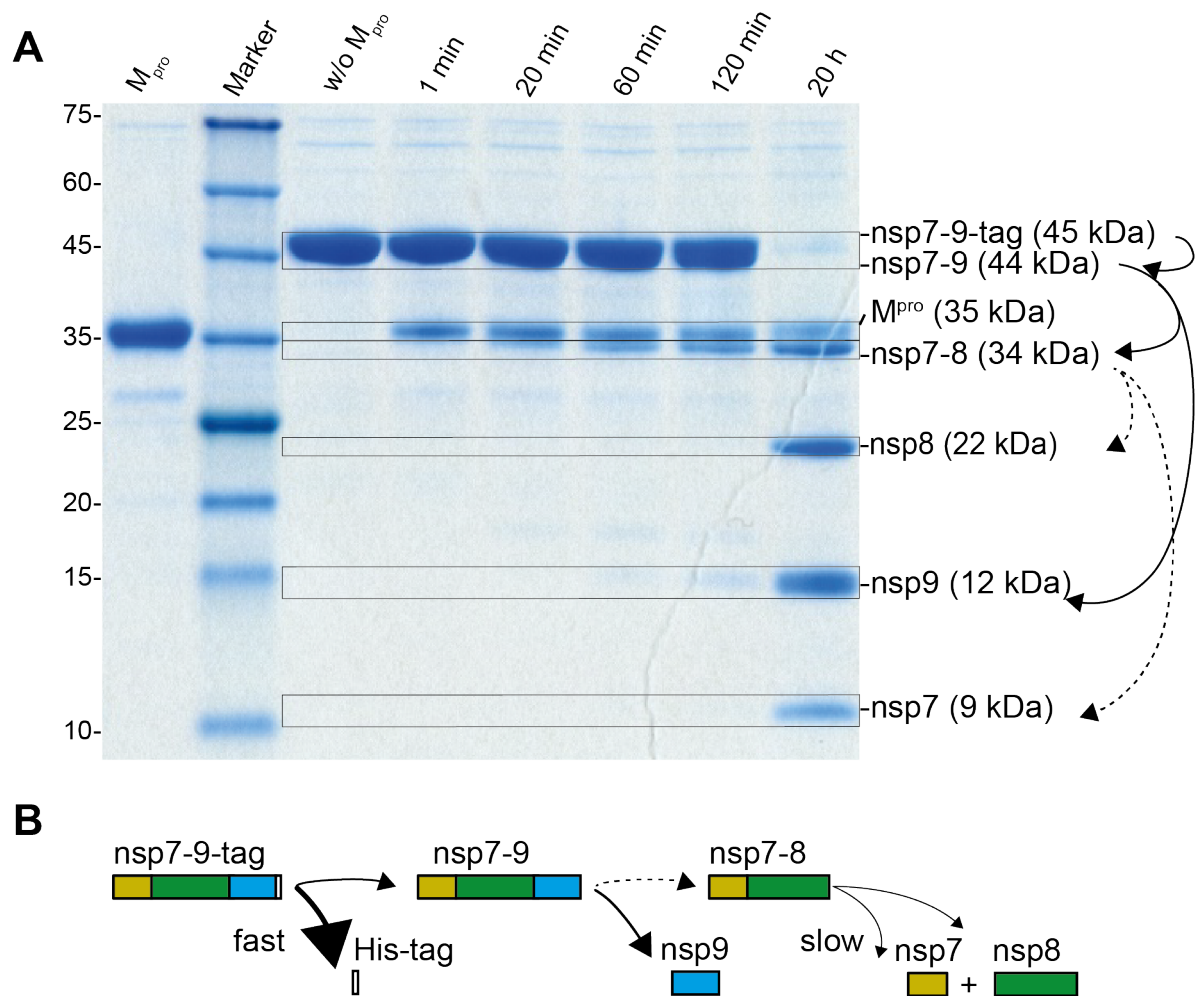 A
Mpro
Marker
w/o Mpro
1 min
20 min
60 min
120 min
20 h
75-
60-
45-
35-
25-
20-
15-
10-
-nsp7-9-tag (45 kDa)
-nsp7-9 (44 kDa)
Mpro (35 kDa)
-nsp7-8 (34 kDa)
-nsp8 (22 kDa)
-nsp9 (12 kDa)
-nsp7 (9 kDa)
B
nsp7-9-tag
nsp7-9
nsp7-8
fast
His-tag
nsp9
slow
nsp7
+
nsp8